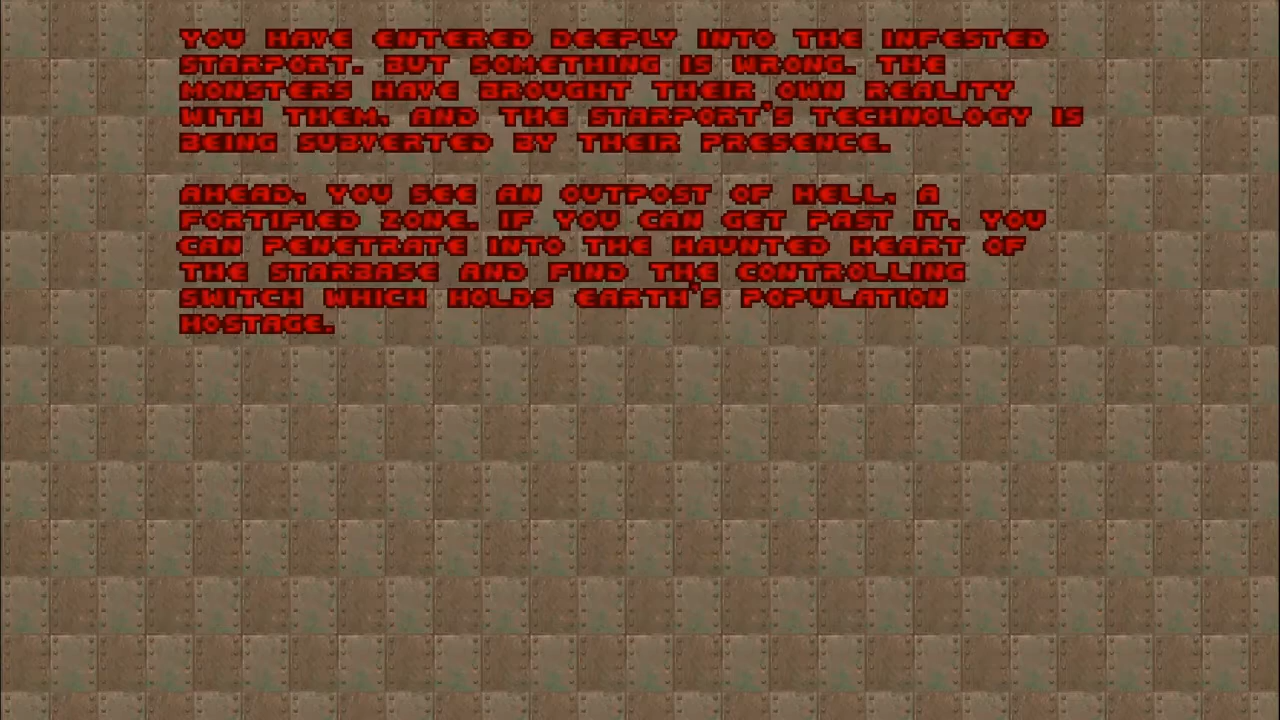 YOU HAVE ENTERED DEEPLY INTO THE INFESTED
STARPORT. BUT SOMETHING IS WRONG. THE
MONSTERS HAVE BROUGHT THEIR OWN REALITY
WITH THEM, AND THE STARPORT'S TECHNOLOGY IS
BEING SUBVERTED BY THEIR PRESENCE.
AHEAD, YOU SEE AN OUTPOST OF HELL, A
FORTIFIED ZONE. IF YOU CAN GET PAST IT, YOU
CAN PENETRATE INTO THE HAUNTED HEART OF
THE STARBASE AND FIND THE CONTROLLING
SWITCH WHICH HOLDS EARTH'S POPULATION
HOSTAGE.